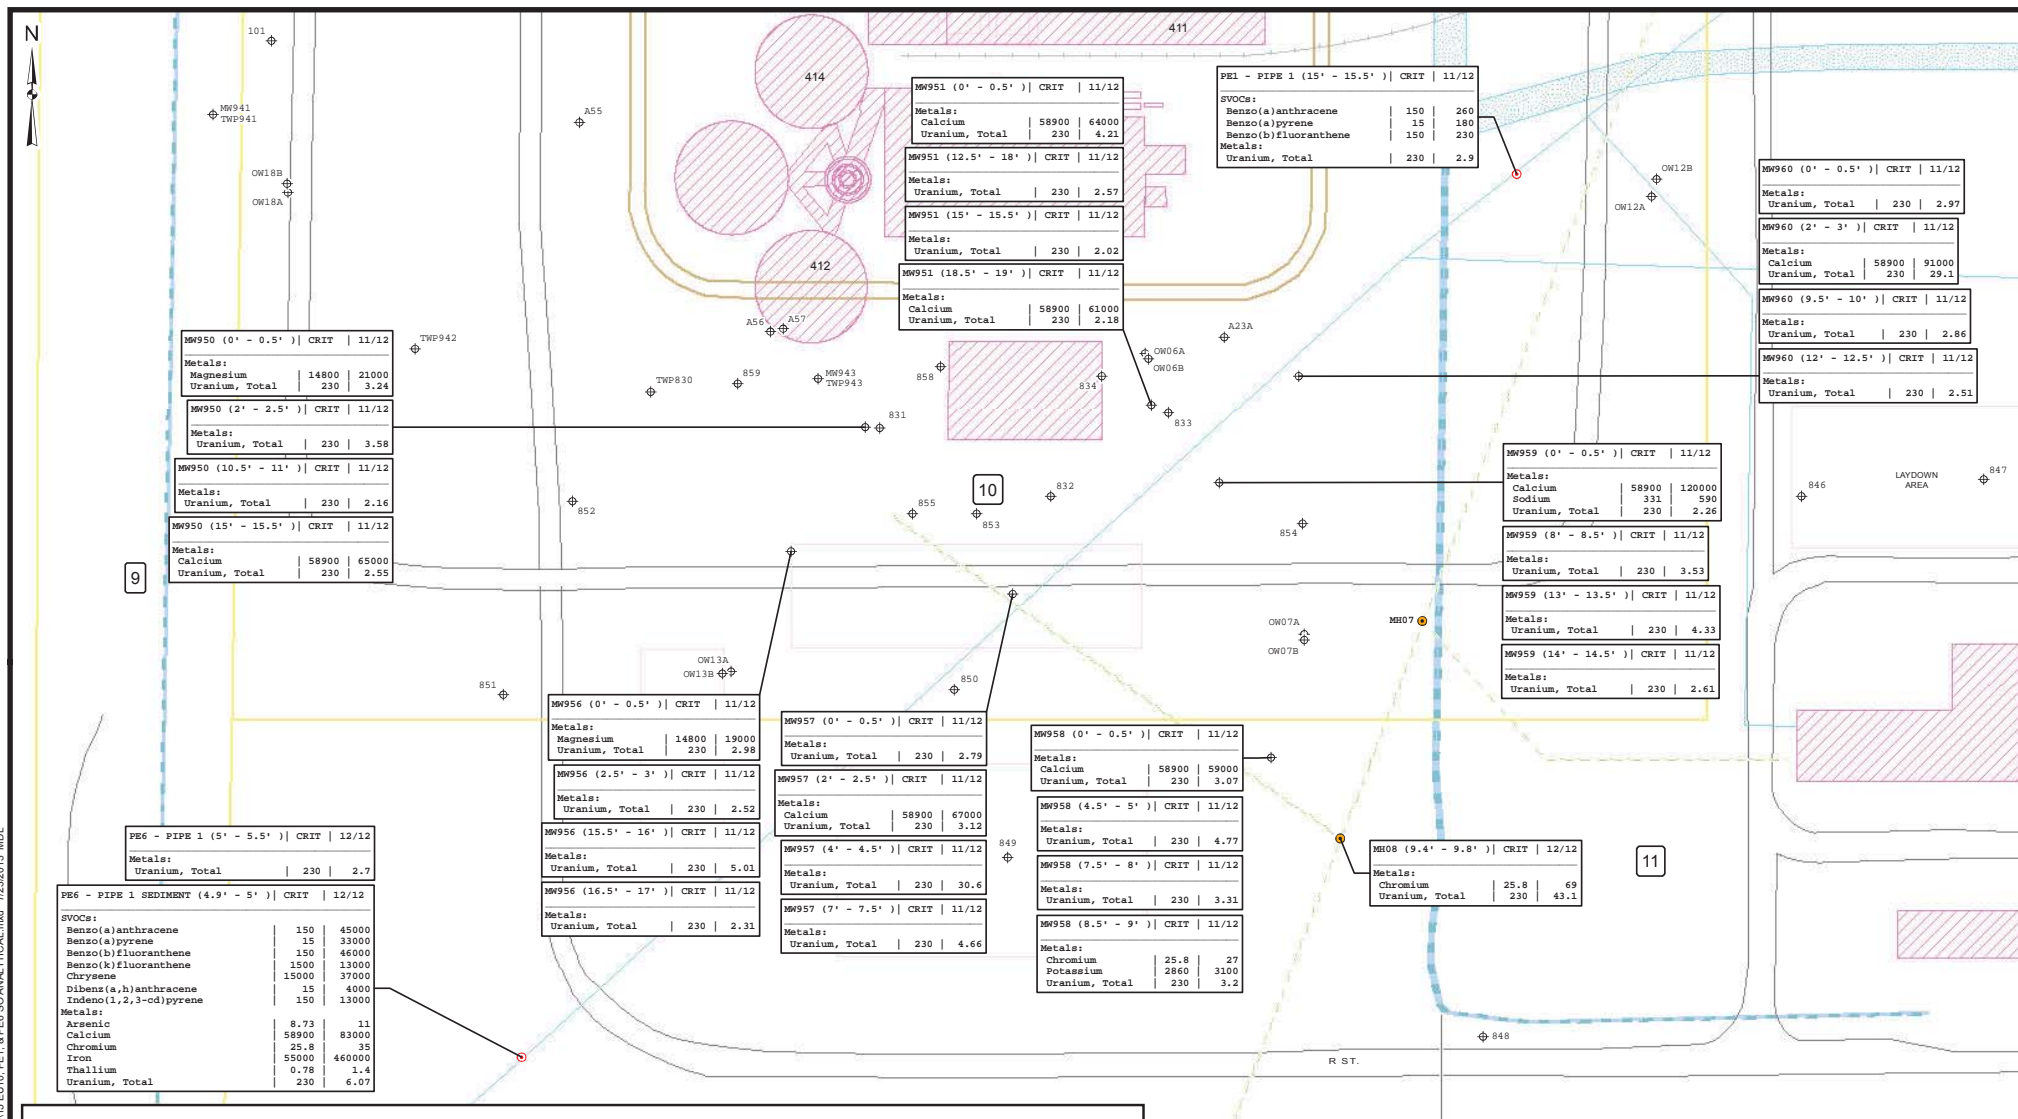 N
101
MW941
TWP941
OW18B
OW18A
A55
414
411
412
MW951 (0' - 0.5' )| CRIT | 11/12
Metals:
Calcium | 58900 | 64000
Uranium, Total | 230 | 4.21
MW951 (12.5' - 18' )| CRIT | 11/12
Metals:
Uranium, Total | 230 | 2.57
MW951 (15' - 15.5' )| CRIT | 11/12
Metals:
Uranium, Total | 230 | 2.02
MW951 (18.5' - 19' )| CRIT | 11/12
Metals:
Calcium | 58900 | 61000
Uranium, Total | 230 | 2.18
PE1 - PIPE 1 (15' - 15.5' )| CRIT | 11/12
SVOCs:
Benzo(a)anthracene | 150 | 260
Benzo(a)pyrene | 15 | 180
Benzo(b)fluoranthene | 150 | 230
Metals:
Uranium, Total | 230 | 2.9
OW12B
OW12A
MW960 (0' - 0.5' )| CRIT | 11/12
Metals:
Uranium, Total | 230 | 2.97
MW960 (2' - 3' )| CRIT | 11/12
Metals:
Calcium | 58900 | 91000
Uranium, Total | 230 | 29.1
MW960 (9.5' - 10' )| CRIT | 11/12
Metals:
Uranium, Total | 230 | 2.86
MW960 (12' - 12.5' )| CRIT | 11/12
Metals:
Uranium, Total | 230 | 2.51
MW950 (0' - 0.5' )| CRIT | 11/12
Metals:
Magnesium | 14800 | 21000
Uranium, Total | 230 | 3.24
MW950 (2' - 2.5' )| CRIT | 11/12
Metals:
Uranium, Total | 230 | 3.58
MW950 (10.5' - 11' )| CRIT | 11/12
Metals:
Uranium, Total | 230 | 2.16
MW950 (15' - 15.5' )| CRIT | 11/12
Metals:
Calcium | 58900 | 65000
Uranium, Total | 230 | 2.55
TWP942
A56
A57
TWP830
859
MW943
TWP943
858
834
OW06A
OW06B
A23A
833
831
852
855
853
10
832
854
9
MW959 (0' - 0.5' )| CRIT | 11/12
Metals:
Calcium | 58900 | 120000
Sodium | 331 | 590
Uranium, Total | 230 | 2.26
MW959 (8' - 8.5' )| CRIT | 11/12
Metals:
Uranium, Total | 230 | 3.53
MW959 (13' - 13.5' )| CRIT | 11/12
Metals:
Uranium, Total | 230 | 4.33
MW959 (14' - 14.5' )| CRIT | 11/12
Metals:
Uranium, Total | 230 | 2.61
846
LAYDOWN
AREA
847
MH07
OW07A
OW07B
OW13A
OW13B
851
850
MW956 (0' - 0.5' )| CRIT | 11/12
Metals:
Magnesium | 14800 | 19000
Uranium, Total | 230 | 2.98
MW956 (2.5' - 3' )| CRIT | 11/12
Metals:
Uranium, Total | 230 | 2.52
MW956 (15.5' - 16' )| CRIT | 11/12
Metals:
Uranium, Total | 230 | 5.01
MW956 (16.5' - 17' )| CRIT | 11/12
Metals:
Uranium, Total | 230 | 2.31
MW957 (0' - 0.5' )| CRIT | 11/12
Metals:
Uranium, Total | 230 | 2.79
MW957 (2' - 2.5' )| CRIT | 11/12
Metals:
Calcium | 58900 | 67000
Uranium, Total | 230 | 3.12
MW957 (4' - 4.5' )| CRIT | 11/12
Metals:
Uranium, Total | 230 | 30.6
MW957 (7' - 7.5' )| CRIT | 11/12
Metals:
Uranium, Total | 230 | 4.66
849
MW958 (0' - 0.5' )| CRIT | 11/12
Metals:
Calcium | 58900 | 59000
Uranium, Total | 230 | 3.07
MW958 (4.5' - 5' )| CRIT | 11/12
Metals:
Uranium, Total | 230 | 4.77
MW958 (7.5' - 8' )| CRIT | 11/12
Metals:
Uranium, Total | 230 | 3.31
MW958 (8.5' - 9' )| CRIT | 11/12
Metals:
Chromium | 25.8 | 27
Potassium | 2860 | 3100
Uranium, Total | 230 | 3.2
MH08 (9.4' - 9.8' )| CRIT | 12/12
Metals:
Chromium | 25.8 | 69
Uranium, Total | 230 | 43.1
11
848
R ST.
PE6 - PIPE 1 (5' - 5.5' )| CRIT | 12/12
Metals:
Uranium, Total | 230 | 2.7
PE6 - PIPE 1 SEDIMENT (4.9' - 5' )| CRIT | 12/12
SVOCs:
Benzo(a)anthracene | 150 | 45000
Benzo(a)pyrene | 15 | 33000
Benzo(b)fluoranthene | 150 | 46000
Benzo(k)fluoranthene | 1500 | 13000
Chrysene | 15000 | 37000
Dibenz(a,h)anthracene | 15 | 4000
Indeno(1,2,3-cd)pyrene | 150 | 13000
Metals:
Arsenic | 8.73 | 11
Calcium | 58900 | 83000
Chromium | 25.8 | 35
Iron | 55000 | 460000
Thallium | 0.78 | 1.4
Uranium, Total | 230 | 6.07